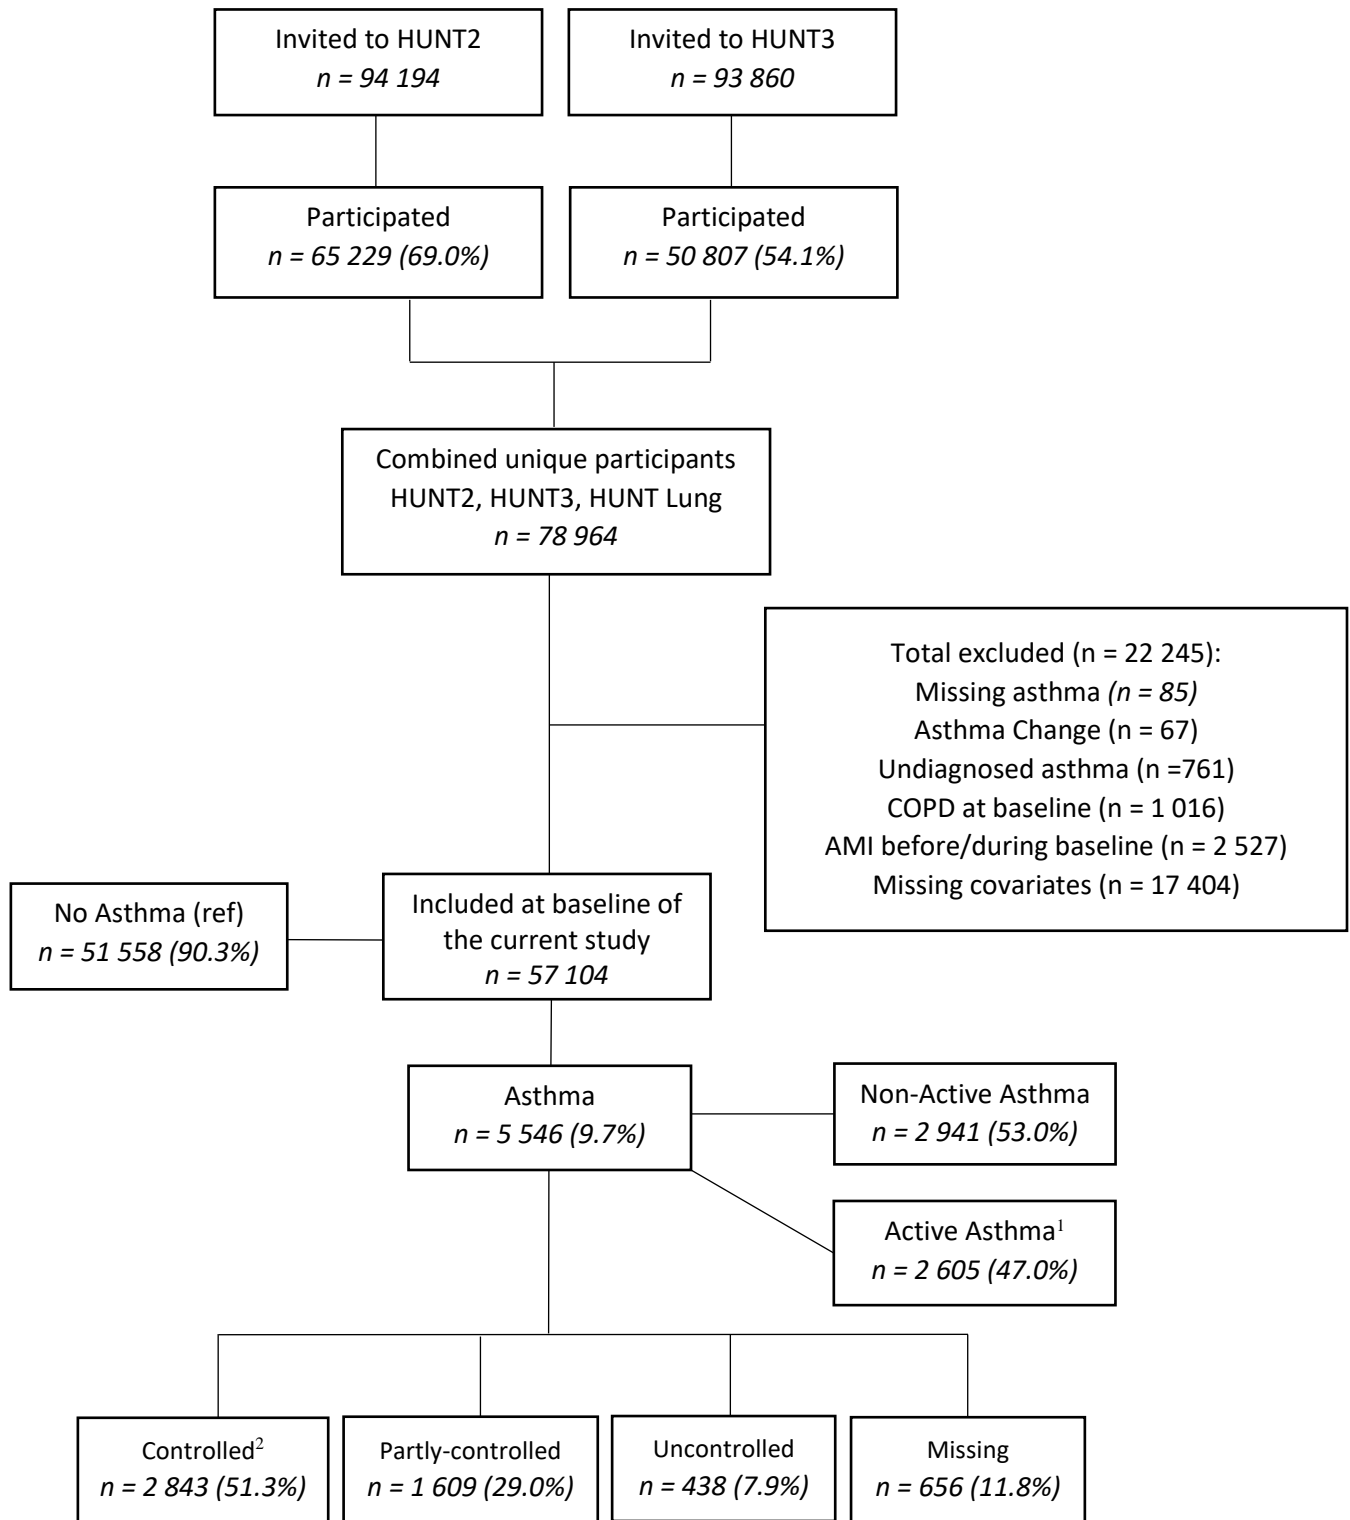 Invited to HUNT2
n = 94 194
Invited to HUNT3
n = 93 860
Participated
n = 65 229 (69.0%)
Participated
n = 50 807 (54.1%)
Combined unique participants
HUNT2, HUNT3, HUNT Lung
n = 78 964
Total excluded (n = 22 245):
Missing asthma (n = 85)
Asthma Change (n = 67)
Undiagnosed asthma (n =761)
COPD at baseline (n = 1 016)
AMI before/during baseline (n = 2 527)
Missing covariates (n = 17 404)
No Asthma (ref)
n = 51 558 (90.3%)
Included at baseline of
the current study
n = 57 104
Asthma
n = 5 546 (9.7%)
Non-Active Asthma
n = 2 941 (53.0%)
Active Asthma¹
n = 2 605 (47.0%)
Controlled²
n = 2 843 (51.3%)
Partly-controlled
n = 1 609 (29.0%)
Uncontrolled
n = 438 (7.9%)
Missing
n = 656 (11.8%)